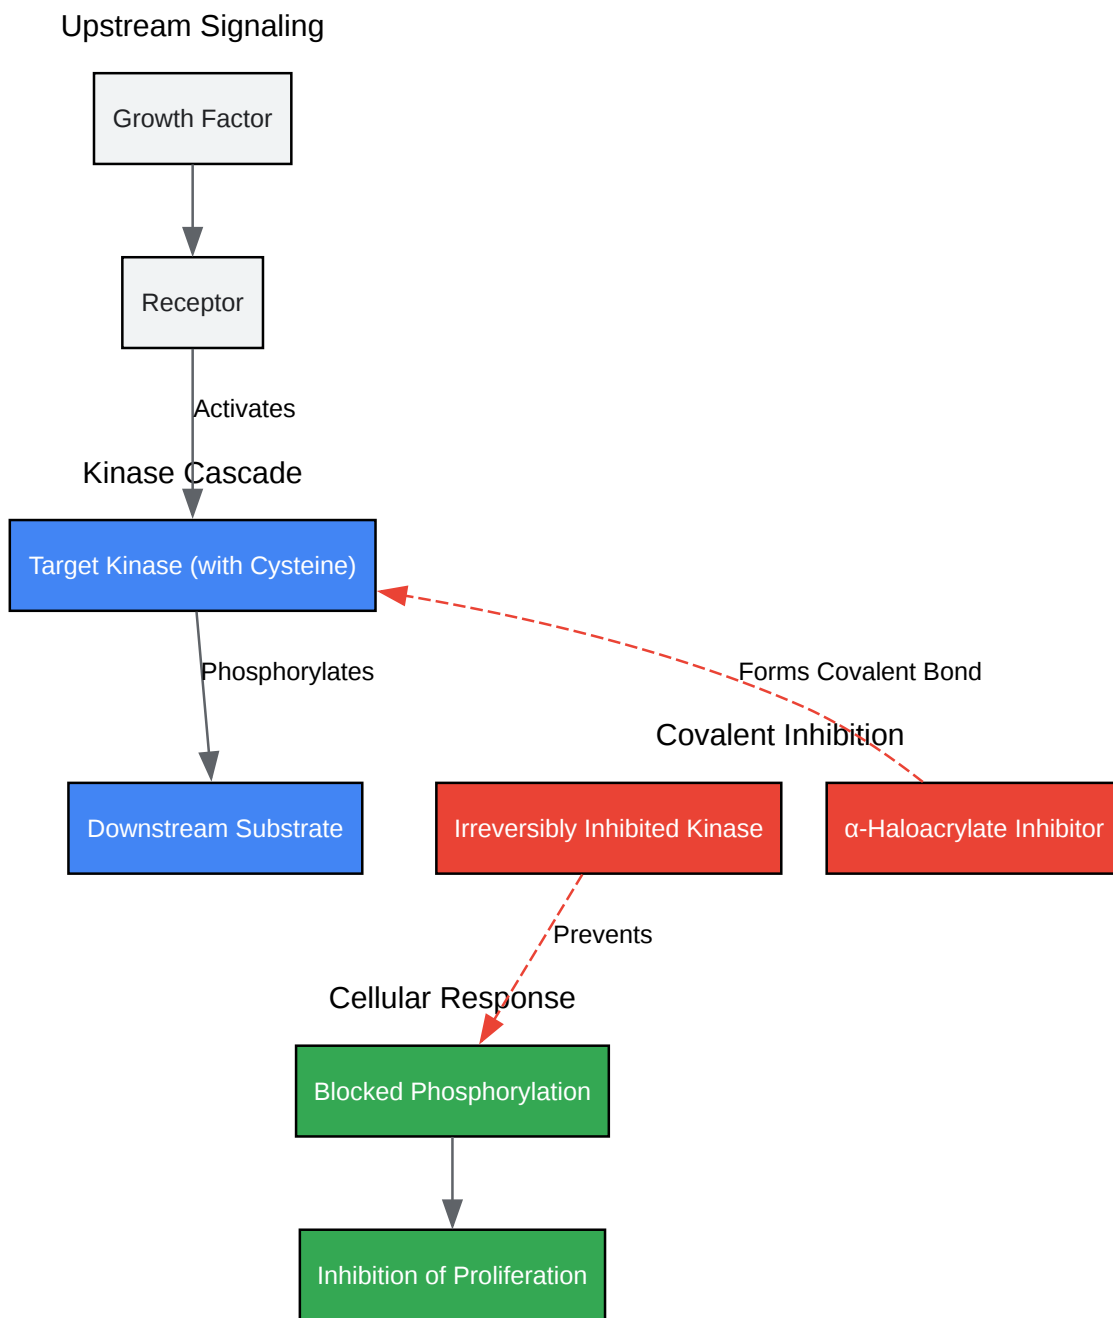 Upstream Signaling
Growth Factor
Receptor
Activates
Kinase Cascade
Target Kinase (with Cysteine)
Phosphorylates
Forms Covalent Bond
Covalent Inhibition
Downstream Substrate
Irreversibly Inhibited Kinase
α-Haloacrylate Inhibitor
Prevents
Cellular Response
Blocked Phosphorylation
Inhibition of Proliferation